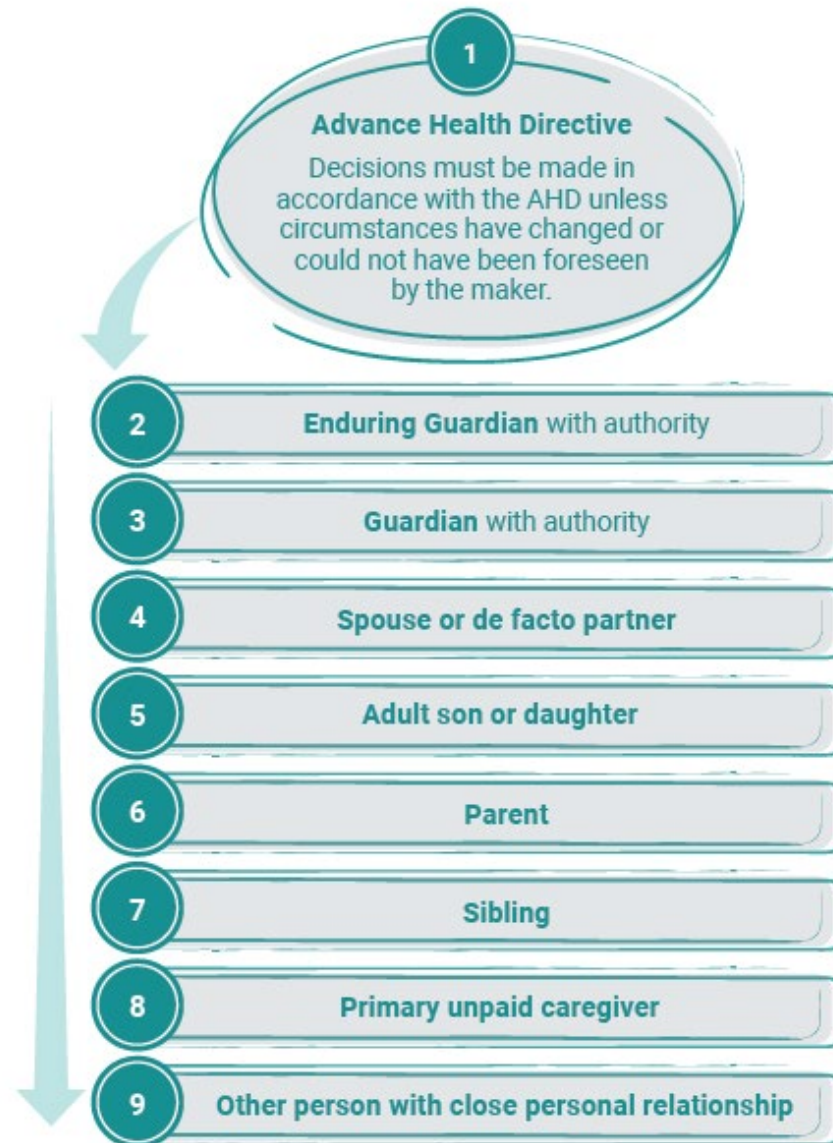 1
Advance Health Directive
Decisions must be made in
accordance with the AHD unless
circumstances have changed or
could not have been foreseen
by the maker.
2
Enduring Guardian with authority
3
Guardian with authority
4
Spouse or de facto partner
5
Adult son or daughter
6
Parent
7
Sibling
8
Primary unpaid caregiver
9
Other person with close personal relationship